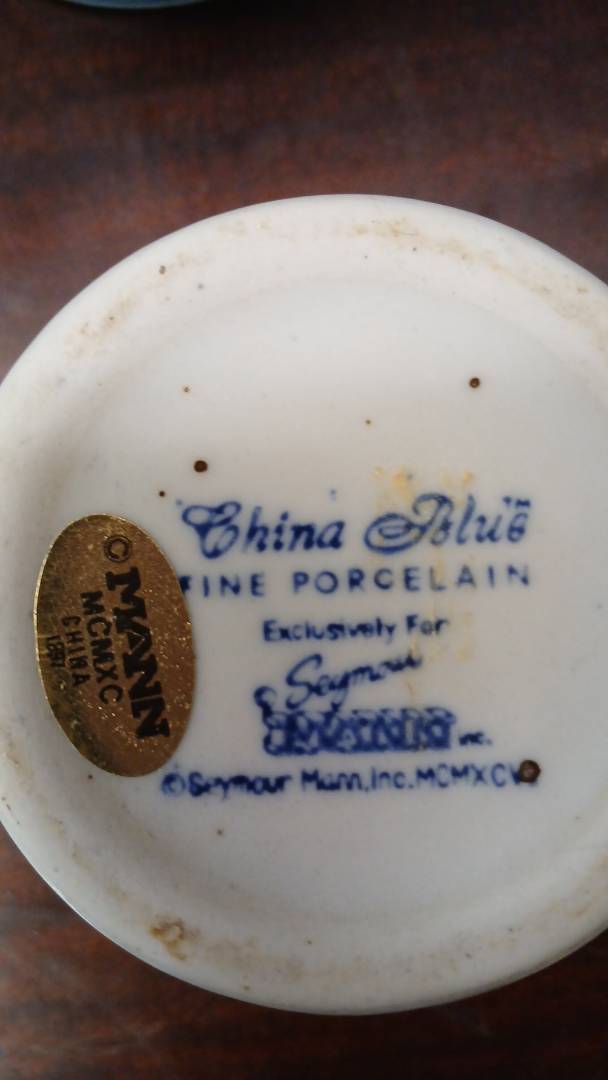 China Blue™
FINE PORCELAIN
Exclusively For
Seymour
MANN inc.
©Seymour Mann, Inc. MCMXCV
© MANN
MCMXC
CHINA